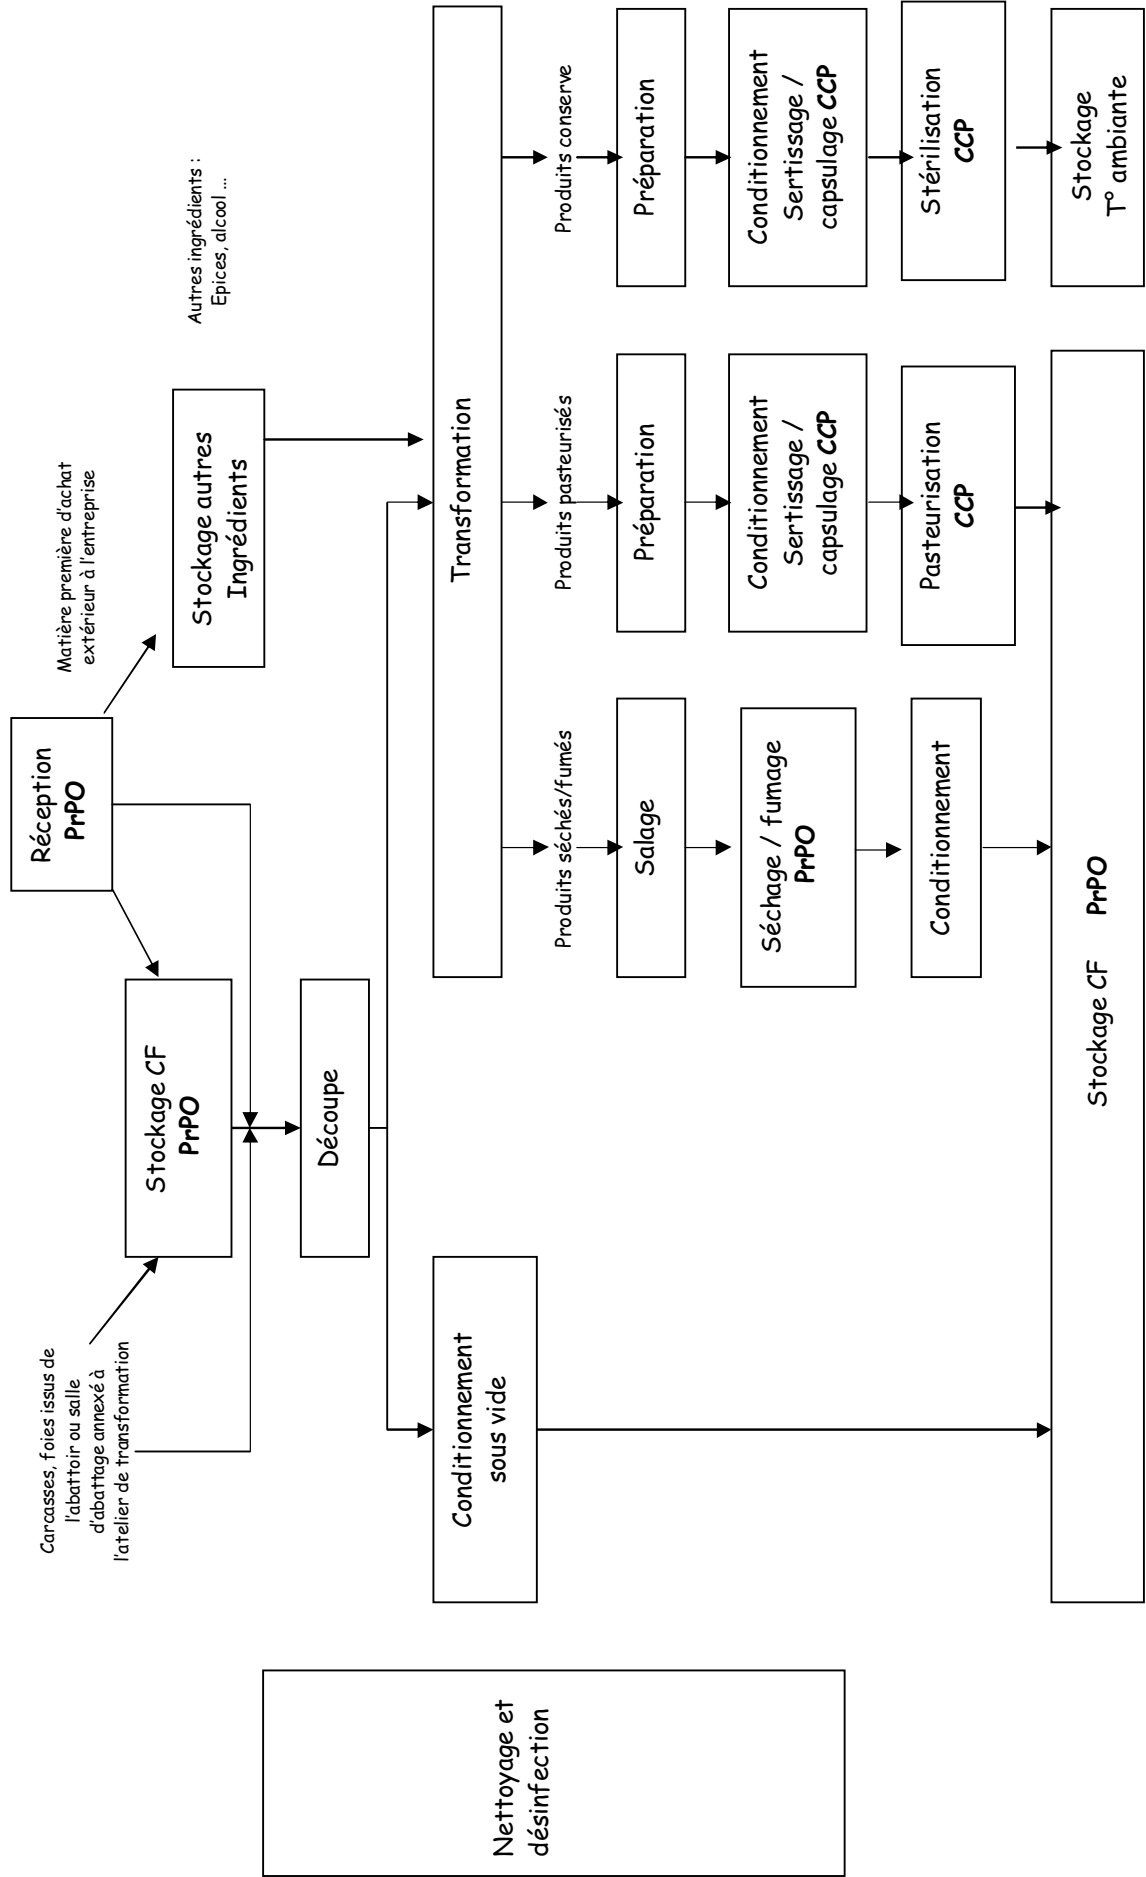 Réception
PrPO
Matière première d'achat
extérieur à l'entreprise
Carcasses, foies issus de
l'abattoir ou salle
d'abattage annexé à
l'atelier de transformation
Stockage CF
PrPO
Stockage autres
Ingrédients
Autres ingrédients :
Epices, alcool ...
Découpe
Conditionnement
sous vide
Transformation
Produits séchés/fumés
Produits pasteurisés
Produits conserve
Salage
Préparation
Préparation
Séchage / fumage
PrPO
Conditionnement
Sertissage /
capsulage CCP
Conditionnement
Sertissage /
capsulage CCP
Conditionnement
Pasteurisation
CCP
Stérilisation
CCP
Stockage CF PrPO
Stockage
T° ambiante
Nettoyage et
désinfection